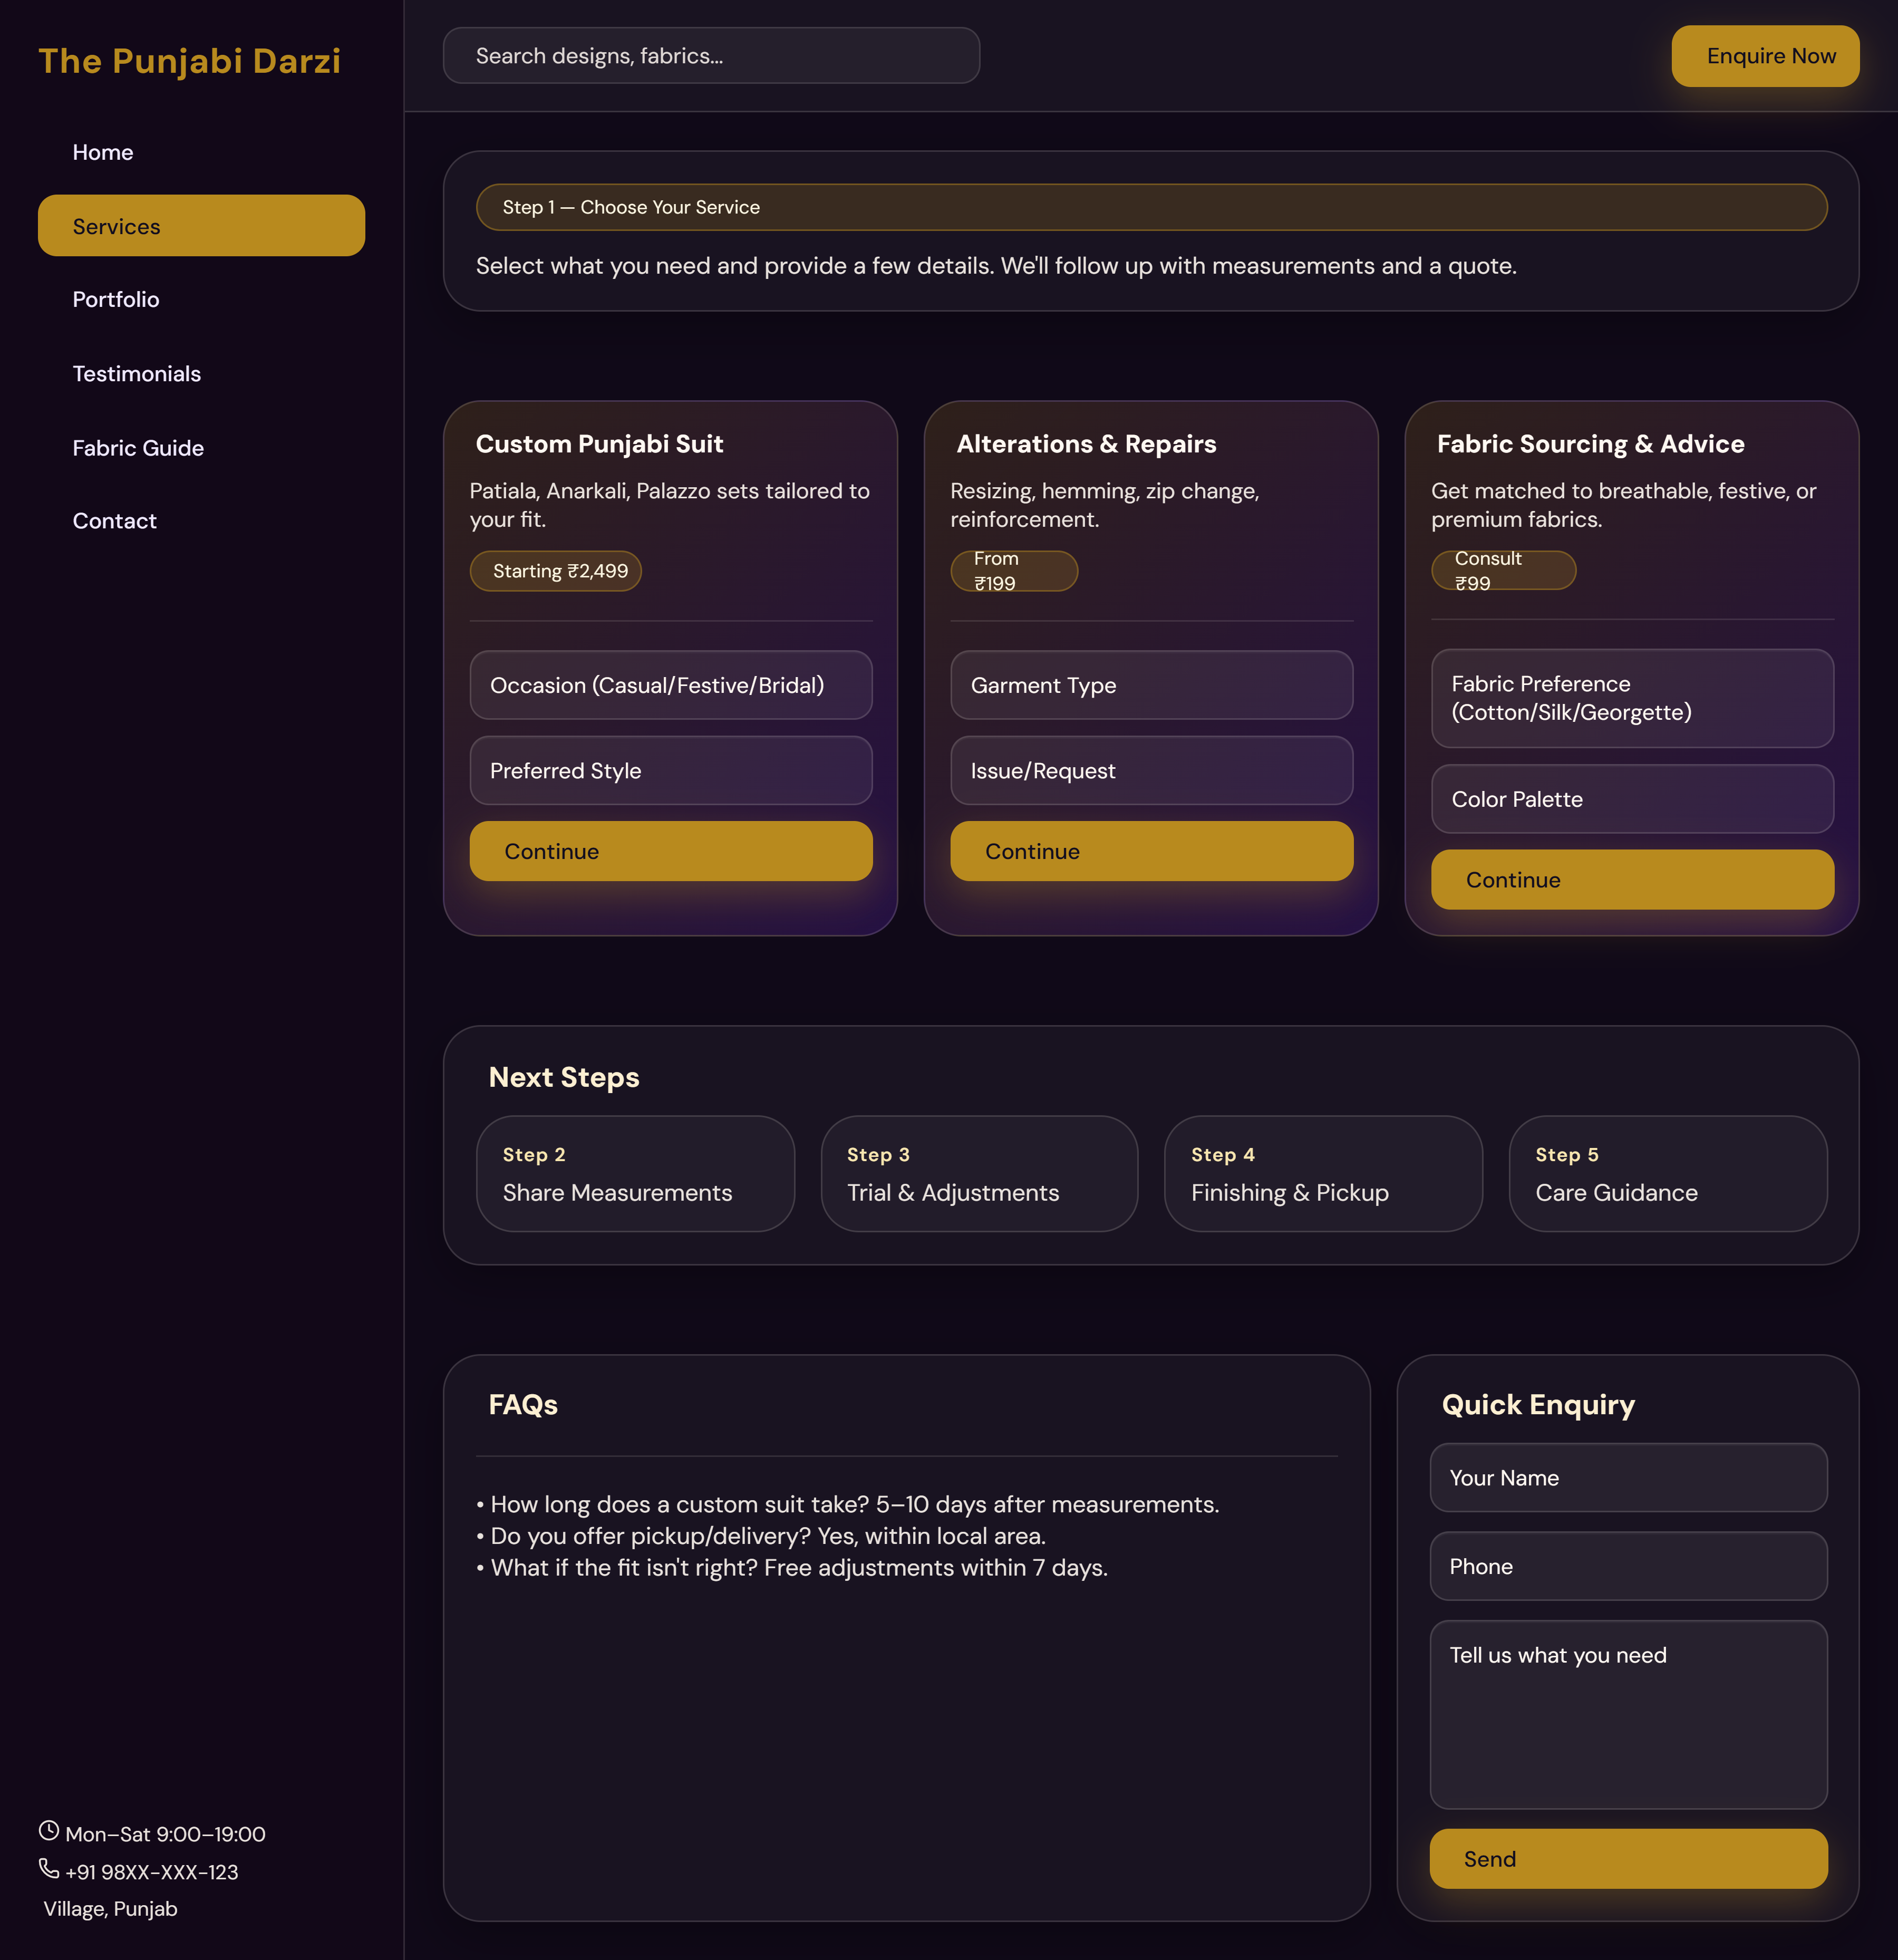 The Punjabi Darzi
Home
Services
Portfolio
Testimonials
Fabric Guide
Contact
Mon–Sat 9:00–19:00
+91 98XX-XXX-123
Village, Punjab
Search designs, fabrics...
Enquire Now
Step 1 — Choose Your Service
Select what you need and provide a few details. We'll follow up with measurements and a quote.
Custom Punjabi Suit
Patiala, Anarkali, Palazzo sets tailored to
your fit.
Starting ₹2,499
Occasion (Casual/Festive/Bridal)
Preferred Style
Continue
Alterations & Repairs
Resizing, hemming, zip change,
reinforcement.
From
₹199
Garment Type
Issue/Request
Continue
Fabric Sourcing & Advice
Get matched to breathable, festive, or
premium fabrics.
Consult
₹99
Fabric Preference
(Cotton/Silk/Georgette)
Color Palette
Continue
Next Steps
Step 2
Share Measurements
Step 3
Trial & Adjustments
Step 4
Finishing & Pickup
Step 5
Care Guidance
FAQs
• How long does a custom suit take? 5–10 days after measurements.
• Do you offer pickup/delivery? Yes, within local area.
• What if the fit isn't right? Free adjustments within 7 days.
Quick Enquiry
Your Name
Phone
Tell us what you need
Send